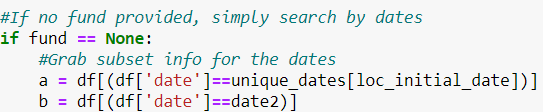 #If no fund provided, simply search by dates
if fund == None:
    #Grab subset info for the dates
    a = df[(df['date']==unique_dates[loc_initial_date])]
    b = df[(df['date']==date2)]